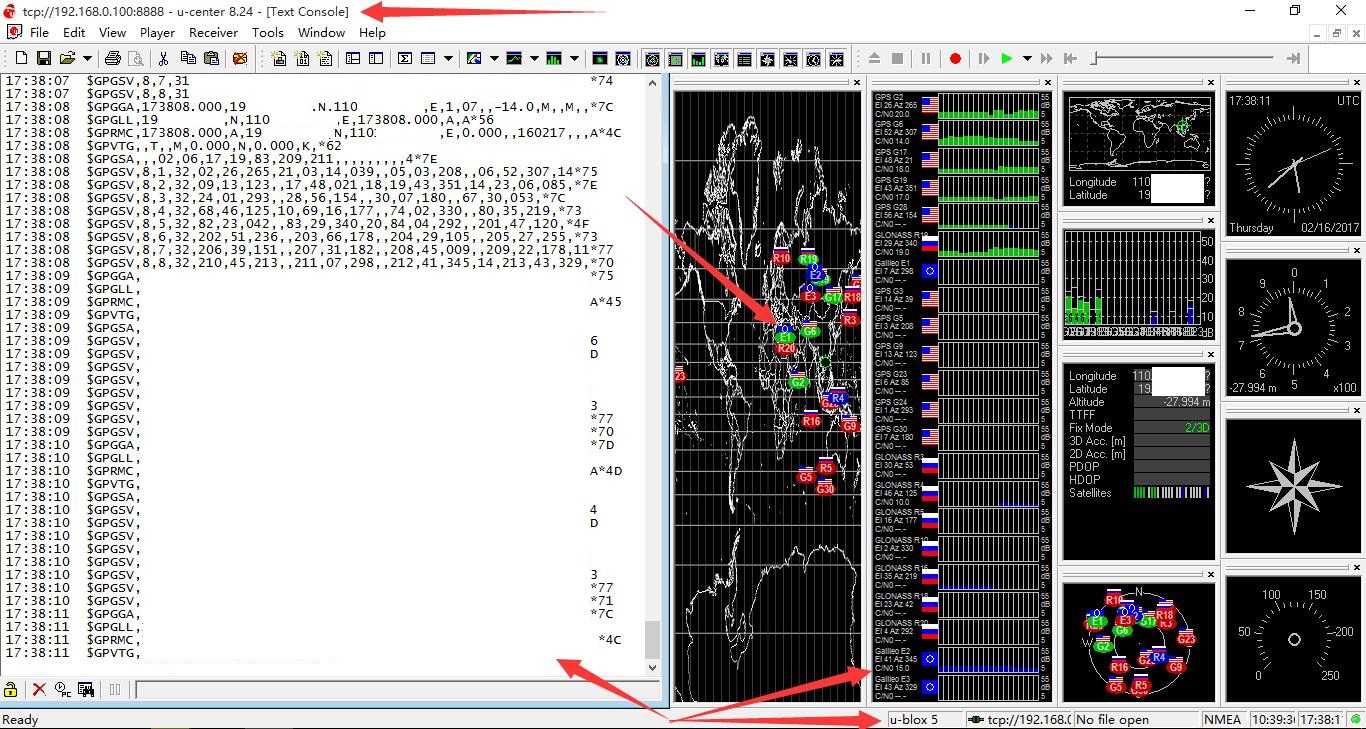 tcp://192.168.0.100:8888 - u-center 8.24 - [Text Console]
File Edit View Player Receiver Tools Window Help
17:38:07 $GPGSV,8,7,31 *74
17:38:07 $GPGSV,8,8,31
17:38:08 $GPGGA,173808.000,19 .N.110 ,E,1,07,,-14.0,M,,M,,*7C
17:38:08 $GPGLL,19 ,N,110 ,E,173808.000,A,A*56
17:38:08 $GPRMC,173808.000,A,19 ,N,110 ,E,0.000,,160217,,,A*4C
17:38:08 $GPVTG,,T,,M,0.000,N,0.000,K,*62
17:38:08 $GPGSA,,,02,06,17,19,83,209,211,,,,,,,,,4*7E
17:38:08 $GPGSV,8,1,32,02,26,265,21,03,14,039,,05,03,208,,06,52,307,14*75
17:38:08 $GPGSV,8,2,32,09,13,123,,17,48,021,18,19,43,351,14,23,06,085,*7E
17:38:08 $GPGSV,8,3,32,24,01,293,,28,56,154,,30,07,180,,67,30,053,*7C
17:38:08 $GPGSV,8,4,32,68,46,125,10,69,16,177,,74,02,330,,80,35,219,*73
17:38:08 $GPGSV,8,5,32,82,23,042,,83,29,340,20,84,04,292,,201,47,120,*4F
17:38:08 $GPGSV,8,6,32,202,51,236,,203,66,178,,204,29,105,,205,27,255,*73
17:38:08 $GPGSV,8,7,32,206,39,151,,207,31,182,,208,45,009,,209,22,178,11*77
17:38:08 $GPGSV,8,8,32,210,45,213,,211,07,298,,212,41,345,14,213,43,329,*70
17:38:09 $GPGGA, *75
17:38:09 $GPGLL,
17:38:09 $GPRMC, A*45
17:38:09 $GPVTG,
17:38:09 $GPGSA,
17:38:09 $GPGSV, 6
17:38:09 $GPGSV, D
17:38:09 $GPGSV,
17:38:09 $GPGSV,
17:38:09 $GPGSV,
17:38:09 $GPGSV, 3
17:38:09 $GPGSV, *77
17:38:09 $GPGSV, *70
17:38:10 $GPGGA, *7D
17:38:10 $GPGLL,
17:38:10 $GPRMC, A*4D
17:38:10 $GPVTG,
17:38:10 $GPGSA,
17:38:10 $GPGSV, 4
17:38:10 $GPGSV, D
17:38:10 $GPGSV,
17:38:10 $GPGSV,
17:38:10 $GPGSV,
17:38:10 $GPGSV, 3
17:38:10 $GPGSV, *77
17:38:10 $GPGSV, *71
17:38:11 $GPGGA, *7C
17:38:11 $GPGLL,
17:38:11 $GPRMC, *4C
17:38:11 $GPVTG,
R10 R19
E2
E3 G17 R18
R3
E1 G6
R20
23
G2
R4
R16 G9
G5 R5
G30
GPS G2
El 26 Az 265
C/N0 20.0
GPS G6
El 52 Az 307
C/N0 14.0
GPS G17
El 48 Az 21
C/N0 18.0
GPS G19
El 43 Az 351
C/N0 17.0
GPS G28
El 56 Az 154
C/N0 --.-
GLONASS R19
El 29 Az 340
C/N0 19.0
Galileo E1
El 7 Az 298
C/N0 --.-
GPS G3
El 14 Az 39
C/N0 --.-
GPS G5
El 3 Az 208
C/N0 --.-
GPS G9
El 13 Az 123
C/N0 --.-
GPS G23
El 6 Az 85
C/N0 --.-
GPS G24
El 1 Az 293
C/N0 --.-
GPS G30
El 7 Az 180
C/N0 --.-
GLONASS R3
El 30 Az 53
C/N0 --.-
GLONASS R4
El 46 Az 125
C/N0 10.0
GLONASS R5
El 16 Az 177
C/N0 --.-
GLONASS R10
El 2 Az 330
C/N0 --.-
GLONASS R16
El 35 Az 219
C/N0 --.-
GLONASS R18
El 23 Az 42
C/N0 --.-
GLONASS R20
El 4 Az 292
C/N0 --.-
Galileo E2
El 41 Az 345
C/N0 15.0
Galileo E3
El 43 Az 329
C/N0 --.-
55
dB
5
Longitude 110 ?
Latitude 19 ?
17:38:11 UTC
Thursday 02/16/2017
50
40
30
20
10
dB
0
9 1
8 2
7 3
6 4
5
-27.994 m x100
Longitude 110. ?
Latitude 19. ?
Altitude -27.994 m
TTFF
Fix Mode 2/3D
3D Acc. [m]
2D Acc. [m]
PDOP
HDOP
Satellites
N
R10
R18
E1 E3 G17 R3
G6
G23
W G2
R4
R16 G9
G5 R5
100 150
50 200
0 250
Ready u-blox 5 tcp://192.168.( No file open NMEA 10:39:3 17:38:1